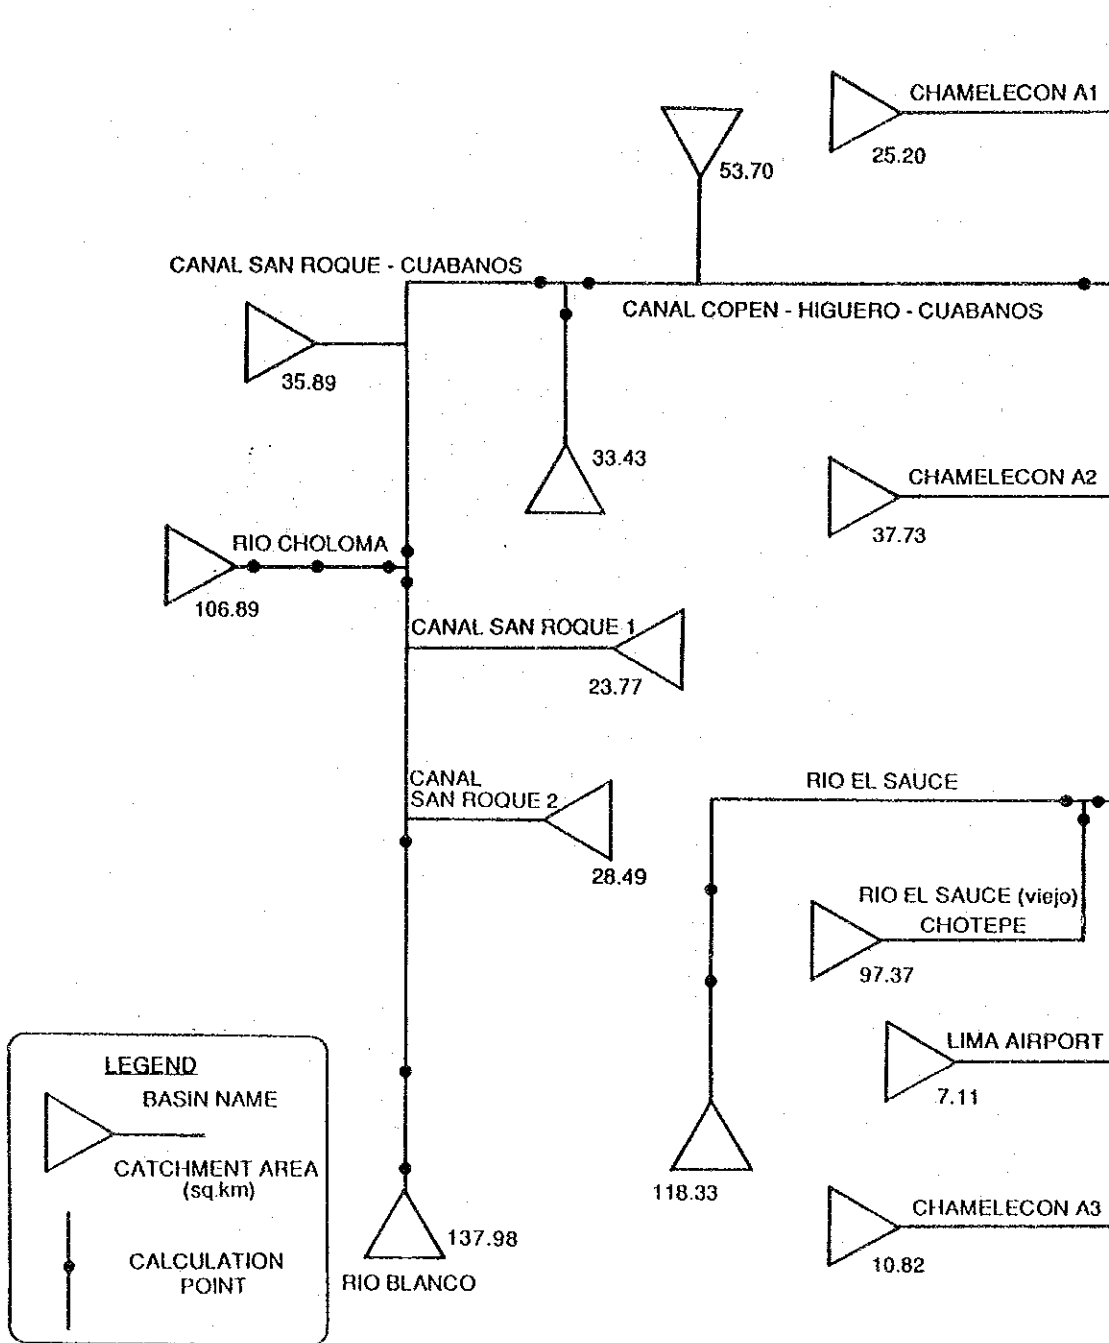 CHAMELECON A1
25.20
53.70
CANAL SAN ROQUE - CUABANOS
CANAL COPEN - HIGUERO - CUABANOS
35.89
33.43
CHAMELECON A2
37.73
RIO CHOLOMA
106.89
CANAL SAN ROQUE 1
23.77
CANAL
SAN ROQUE 2
28.49
RIO EL SAUCE
RIO EL SAUCE (viejo)
CHOTEPE
97.37
LIMA AIRPORT
7.11
118.33
CHAMELECON A3
10.82
137.98
RIO BLANCO
LEGEND
BASIN NAME
CATCHMENT AREA
(sq.km)
CALCULATION
POINT